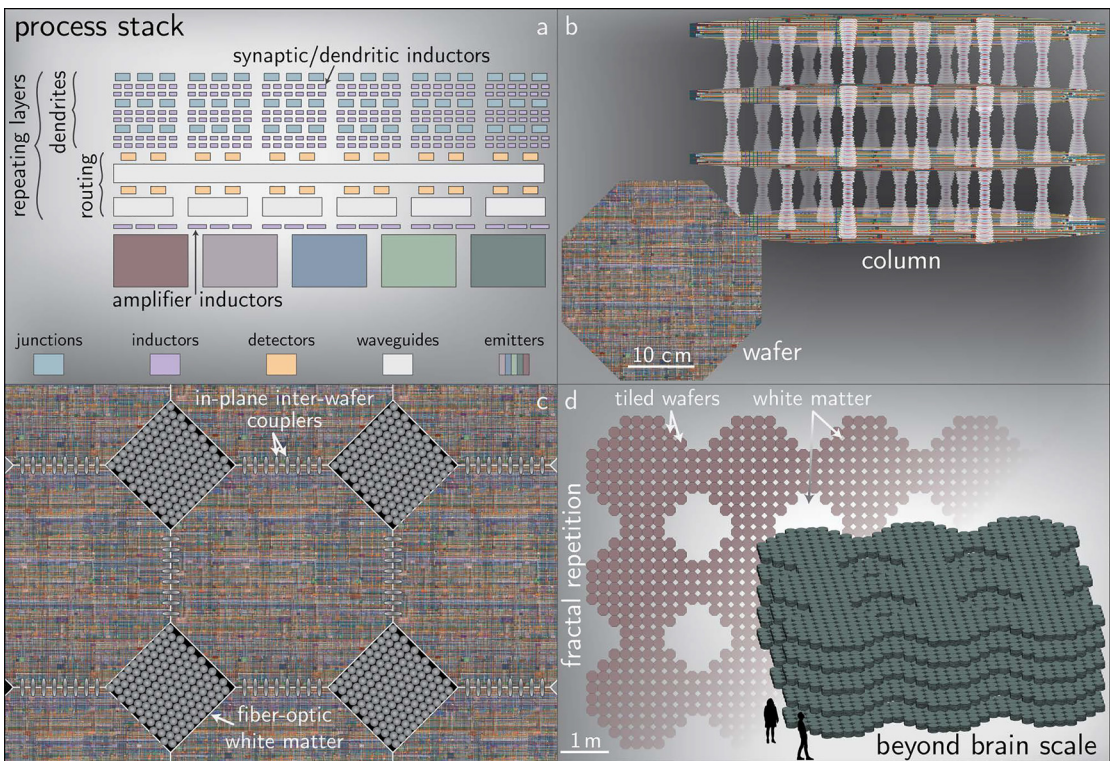 process stack
a
synaptic/dendritic inductors
repeating layers
dendrites
routing
amplifier inductors
junctions
inductors
detectors
waveguides
emitters
b
column
10 cm
wafer
in-plane inter-wafer
couplers
c
fiber-optic
white matter
d
tiled wafers
white matter
fractal repetition
1 m
beyond brain scale